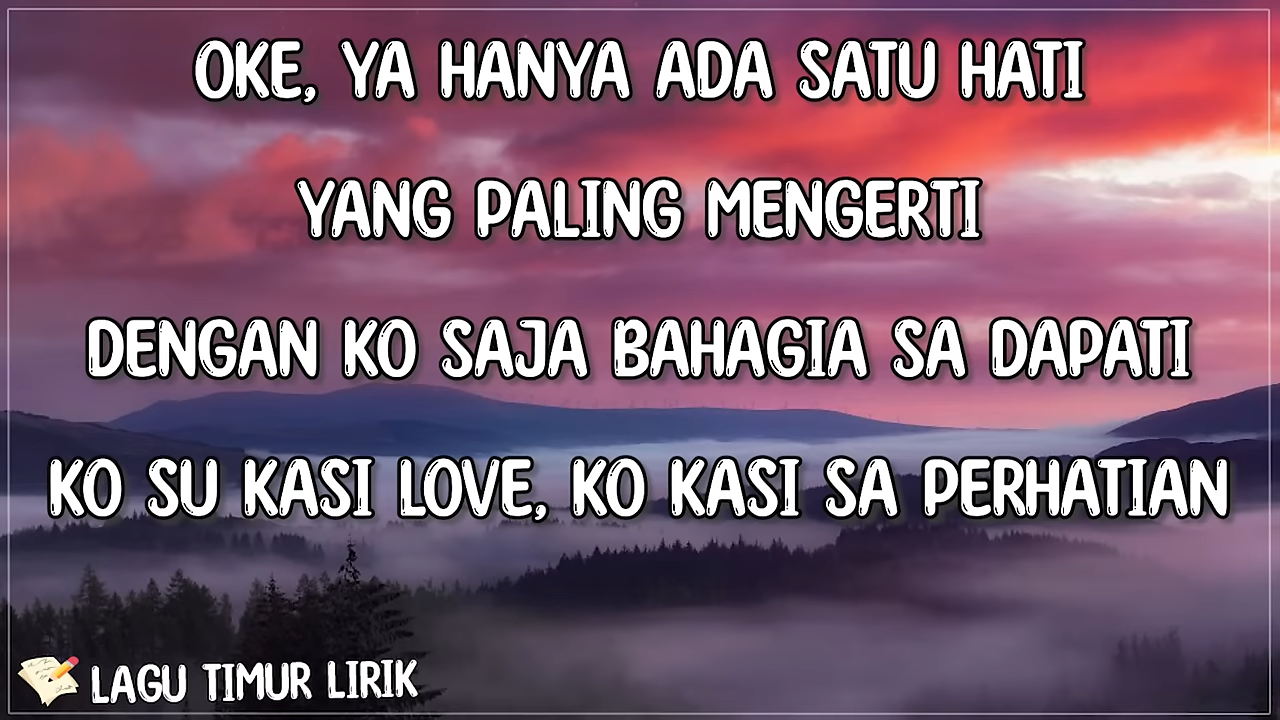 OKE, YA HANYA ADA SATU HATI
YANG PALING MENGERTI
DENGAN KO SAJA BAHAGIA SA DAPATI
KO SU KASI LOVE, KO KASI SA PERHATIAN
LAGU TIMUR LIRIK